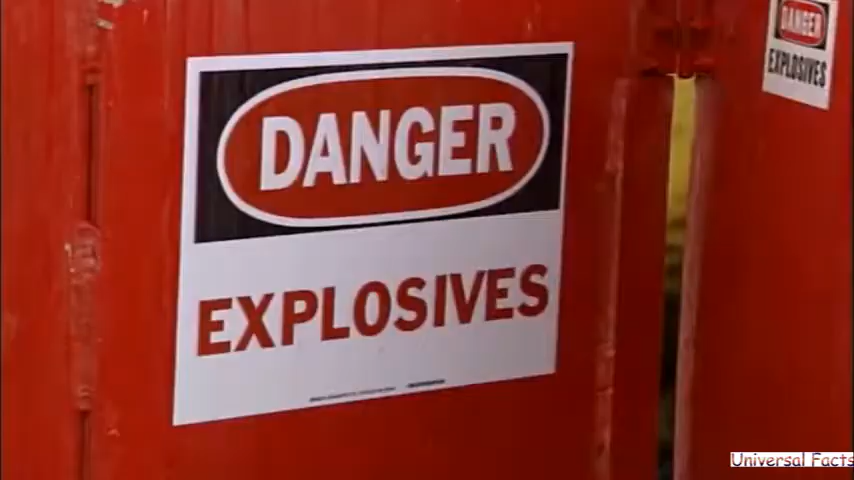 DANGER
EXPLOSIVES
DANGER
EXPLOSIVES
Universal Facts